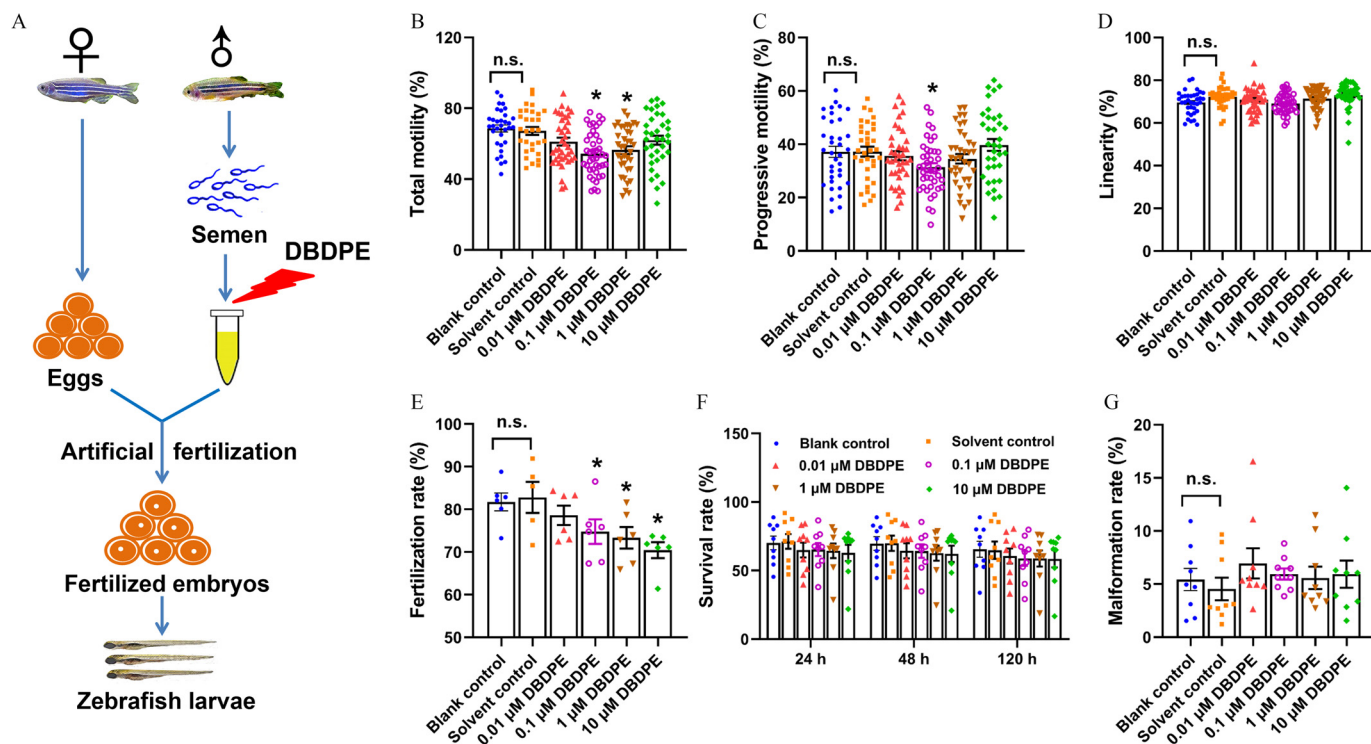 A
♀
♂
Semen
DBDPE
Eggs
Artificial fertilization
Fertilized embryos
Zebrafish larvae
B
Total motility (%)
120
80
40
0
n.s.
*
*
Blank control
Solvent control
0.01 μM DBDPE
0.1 μM DBDPE
1 μM DBDPE
10 μM DBDPE
C
Progressive motility (%)
80
60
40
20
0
n.s.
*
Blank control
Solvent control
0.01 μM DBDPE
0.1 μM DBDPE
1 μM DBDPE
10 μM DBDPE
D
Linearity (%)
100
80
60
40
20
0
n.s.
Blank control
Solvent control
0.01 μM DBDPE
0.1 μM DBDPE
1 μM DBDPE
10 μM DBDPE
E
Fertilization rate (%)
100
90
80
70
60
50
n.s.
*
*
*
Blank control
Solvent control
0.01 μM DBDPE
0.1 μM DBDPE
1 μM DBDPE
10 μM DBDPE
F
Survival rate (%)
150
100
50
0
Blank control
Solvent control
0.01 μM DBDPE
0.1 μM DBDPE
1 μM DBDPE
10 μM DBDPE
24 h
48 h
120 h
G
Malformation rate (%)
20
15
10
5
0
n.s.
Blank control
Solvent control
0.01 μM DBDPE
0.1 μM DBDPE
1 μM DBDPE
10 μM DBDPE